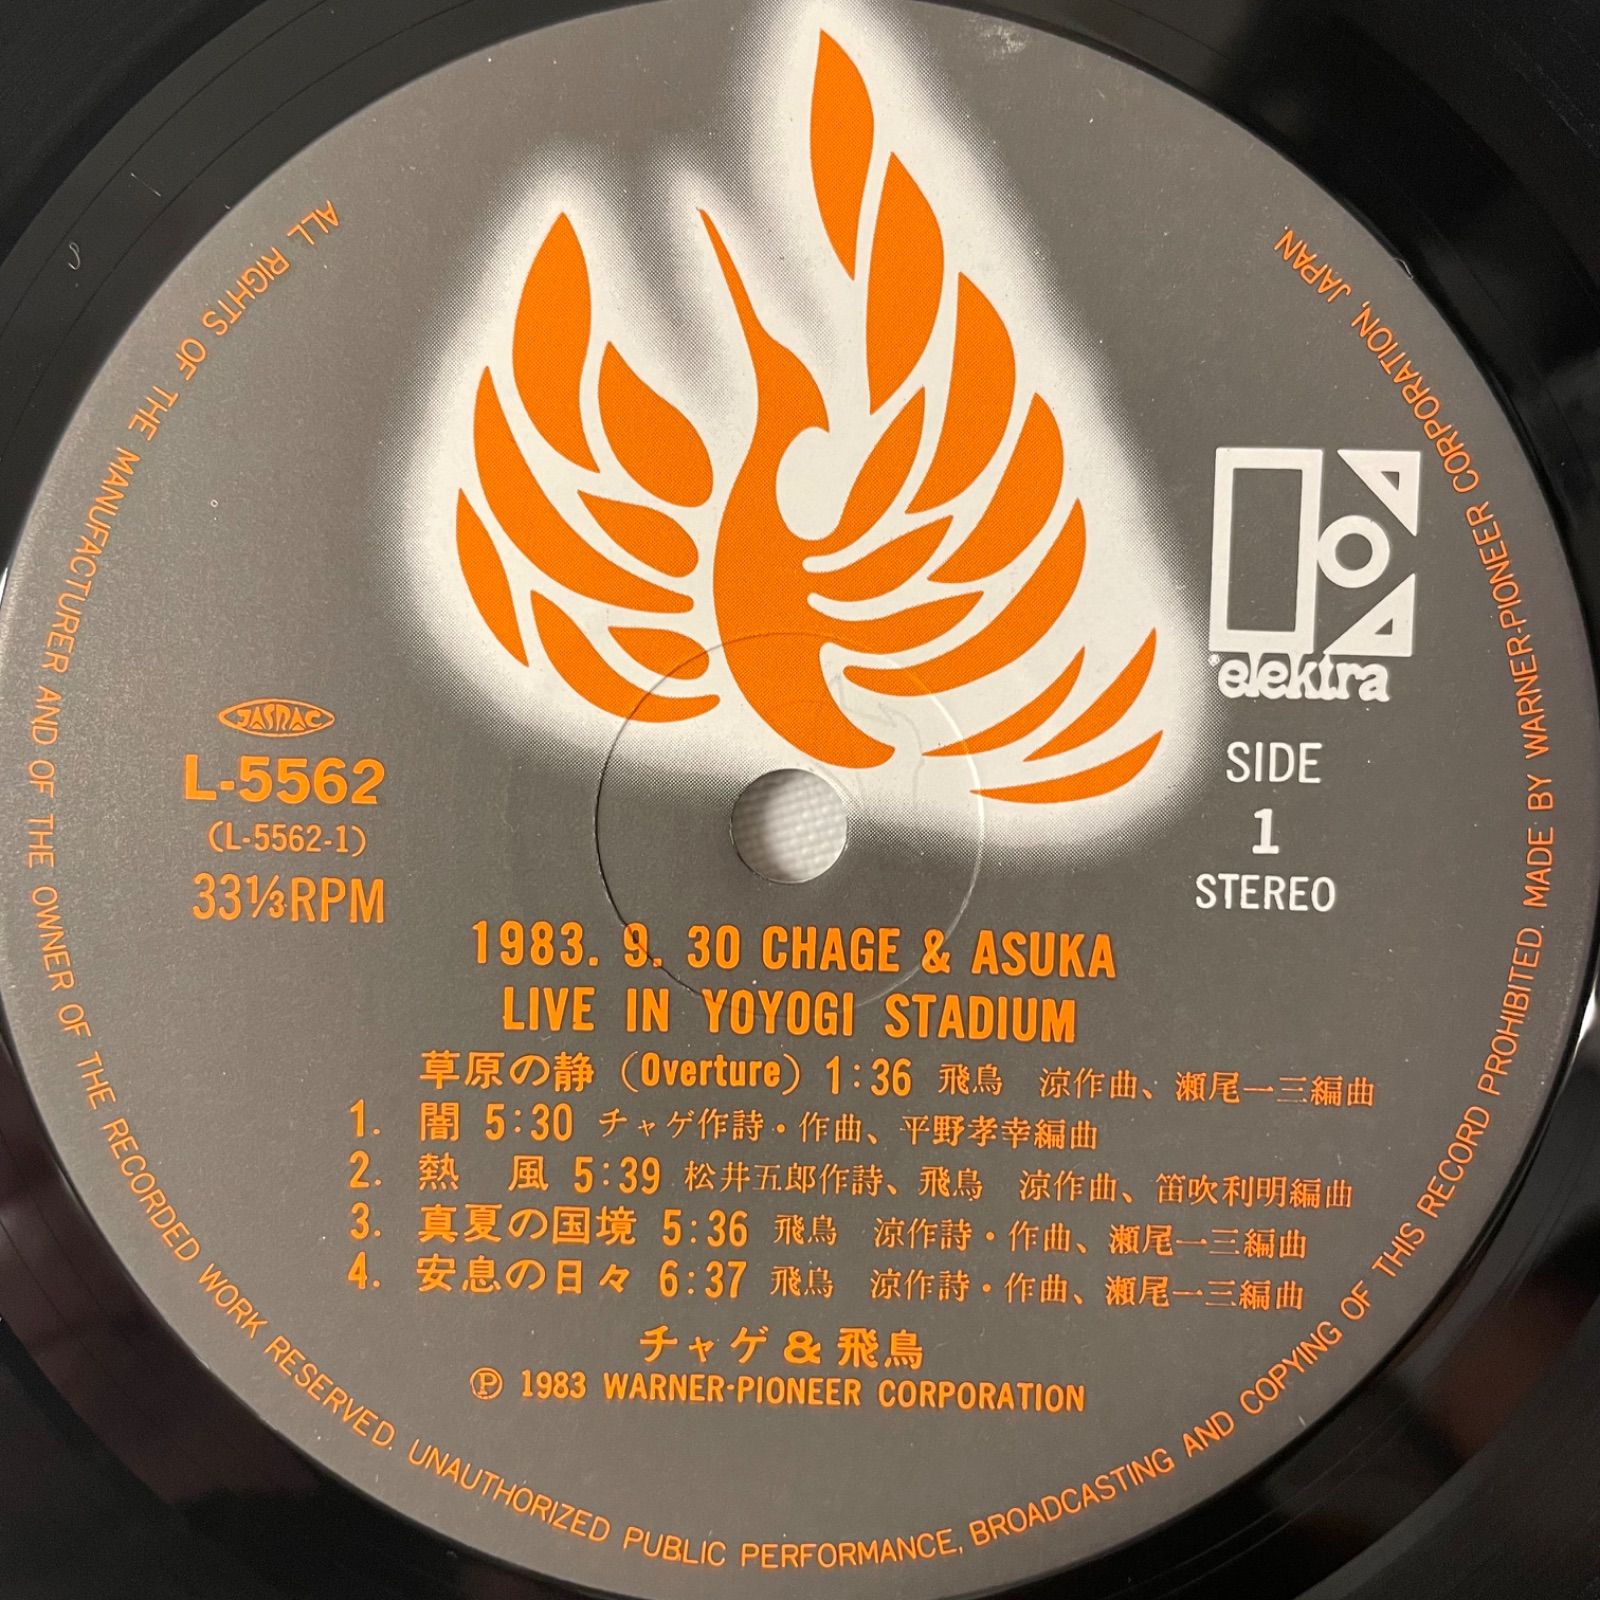 elektra
JASRAC
SIDE
L-5562
1
(L-5562-1)
STEREO
33⅓RPM
1983. 9. 30 CHAGE & ASUKA
LIVE IN YOYOGI STADIUM
草原の静 (Overture) 1:36 飛鳥 涼作曲、瀬尾一三編曲
1. 闇 5:30 チャゲ作詩・作曲、平野孝幸編曲
2. 熱 風 5:39 松井五郎作詩、飛鳥 涼作曲、笛吹利明編曲
3. 真夏の国境 5:36 飛鳥 涼作詩・作曲、瀬尾一三編曲
4. 安息の日々 6:37 飛鳥 涼作詩・作曲、瀬尾一三編曲
チャゲ&飛鳥
Ⓟ 1983 WARNER-PIONEER CORPORATION
ALL RIGHTS OF THE MANUFACTURER AND OF THE OWNER OF THE RECORDED WORK RESERVED. UNAUTHORIZED PUBLIC PERFORMANCE, BROADCASTING AND COPYING OF THIS RECORD PROHIBITED. MADE BY WARNER-PIONEER CORPORATION, JAPAN.